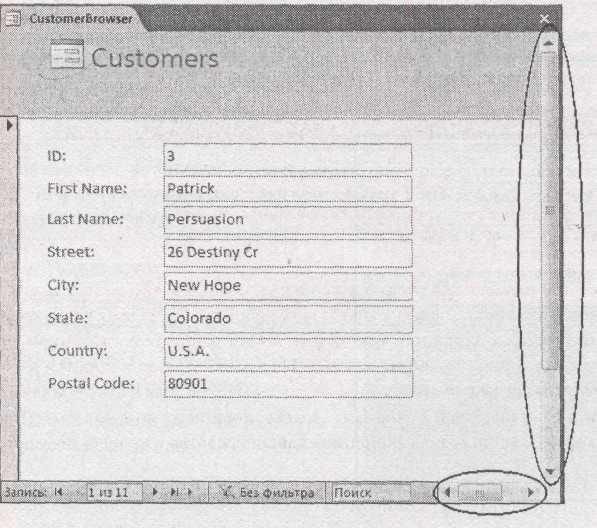 CustomerBrowser
Customers
ID: 3
First Name: Patrick
Last Name: Persuasion
Street: 26 Destiny Cr
City: New Hope
State: Colorado
Country: U.S.A.
Postal Code: 80901
Запись: 1 из 11 Без фильтра Поиск